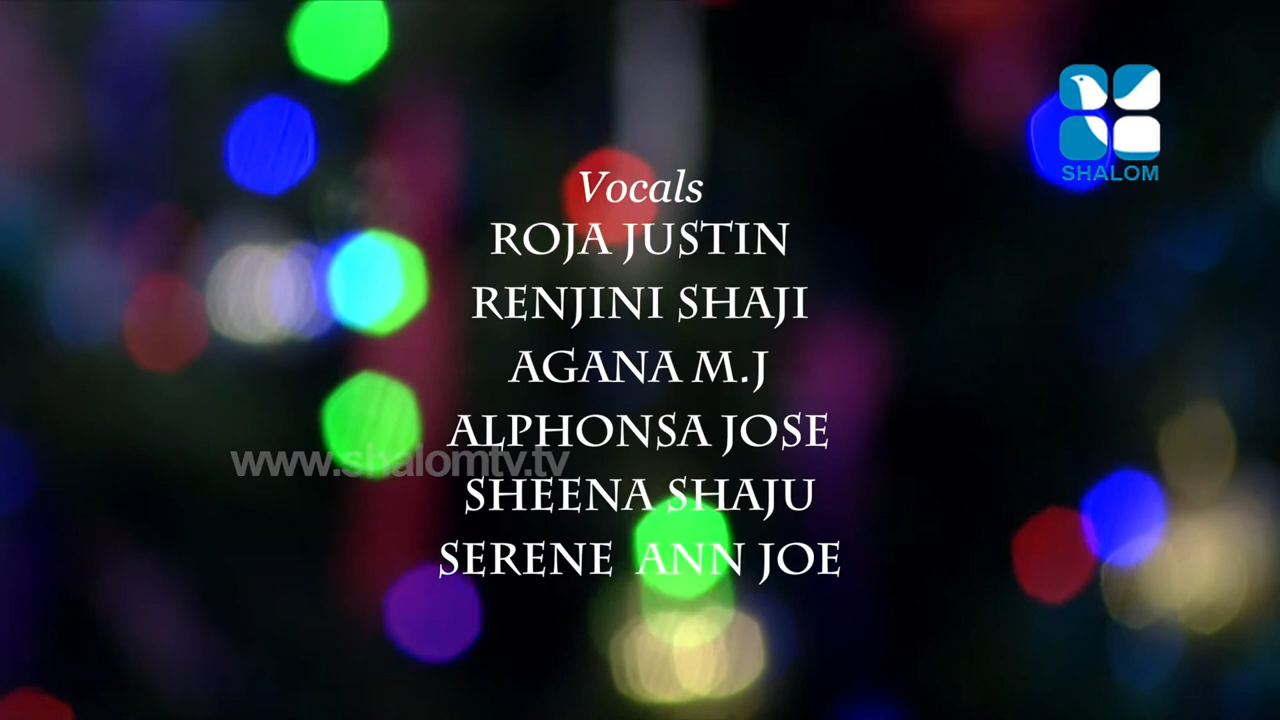 SHALOM
Vocals
ROJA JUSTIN
RENJINI SHAJI
AGANA M.J
ALPHONSA JOSE
www.shalomtv.tv
SHEENA SHAJU
SERENE ANN JOE